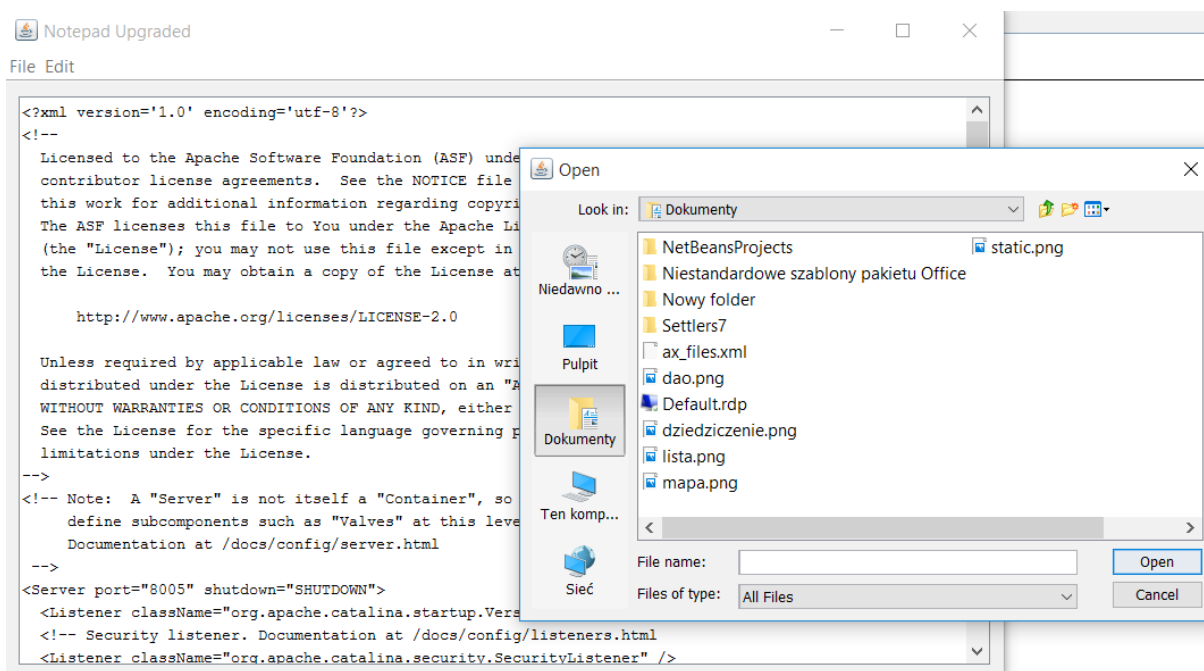 Notepad Upgraded
File Edit
<?xml version='1.0' encoding='utf-8'?>
<!--
Licensed to the Apache Software Foundation (ASF) unde
contributor license agreements. See the NOTICE file
this work for additional information regarding copyri
The ASF licenses this file to You under the Apache Li
(the "License"); you may not use this file except in
the License. You may obtain a copy of the License at
http://www.apache.org/licenses/LICENSE-2.0
Unless required by applicable law or agreed to in wri
distributed under the License is distributed on an "A
WITHOUT WARRANTIES OR CONDITIONS OF ANY KIND, either
See the License for the specific language governing p
limitations under the License.
-->
<!-- Note: A "Server" is not itself a "Container", so
define subcomponents such as "Valves" at this leve
Documentation at /docs/config/server.html
-->
<Server port="8005" shutdown="SHUTDOWN">
<Listener className="org.apache.catalina.startup.Vers
<!-- Security listener. Documentation at /docs/config/listeners.html
<Listener className="org.apache.catalina.security.SecurityListener" />
Open
Look in: Dokumenty
Niedawno ...
Pulpit
Dokumenty
Ten komp...
Sieć
NetBeansProjects
Niestandardowe szablony pakietu Office
Nowy folder
Settlers7
ax_files.xml
dao.png
Default.rdp
dziedziczenie.png
lista.png
mapa.png
static.png
File name:
Open
Files of type: All Files
Cancel